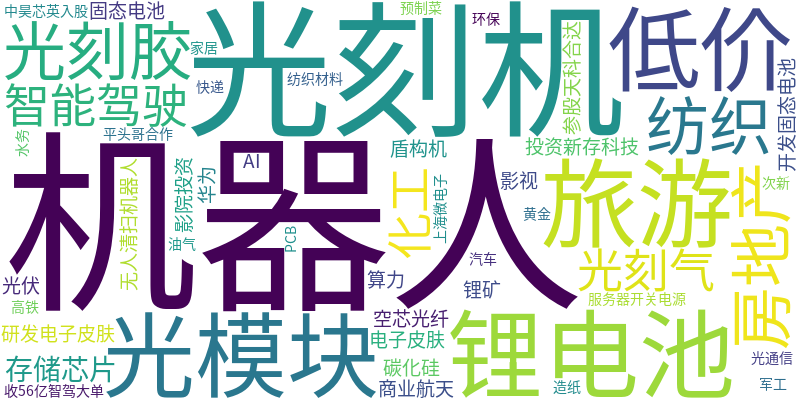 中昊芯英入股
固态电池
预制菜
环保
低价
光刻机
光刻胶
家居
快递
纺织材料
智能驾驶
参股天科合达
纺织
开发固态电池
水务
平头哥合作
盾构机
投资新存科技
机器人
AI
影院投资
华为
油气
无人清扫机器人
PCB
化工
上海微电子
影视
旅游
次新
黄金
房地产
光伏
高铁
汽车
算力
锂矿
光刻气
服务器开关电源
研发电子皮肤
光模块
空芯光纤
电子皮肤
锂电池
存储芯片
碳化硅
光通信
收56亿智驾大单
商业航天
造纸
军工